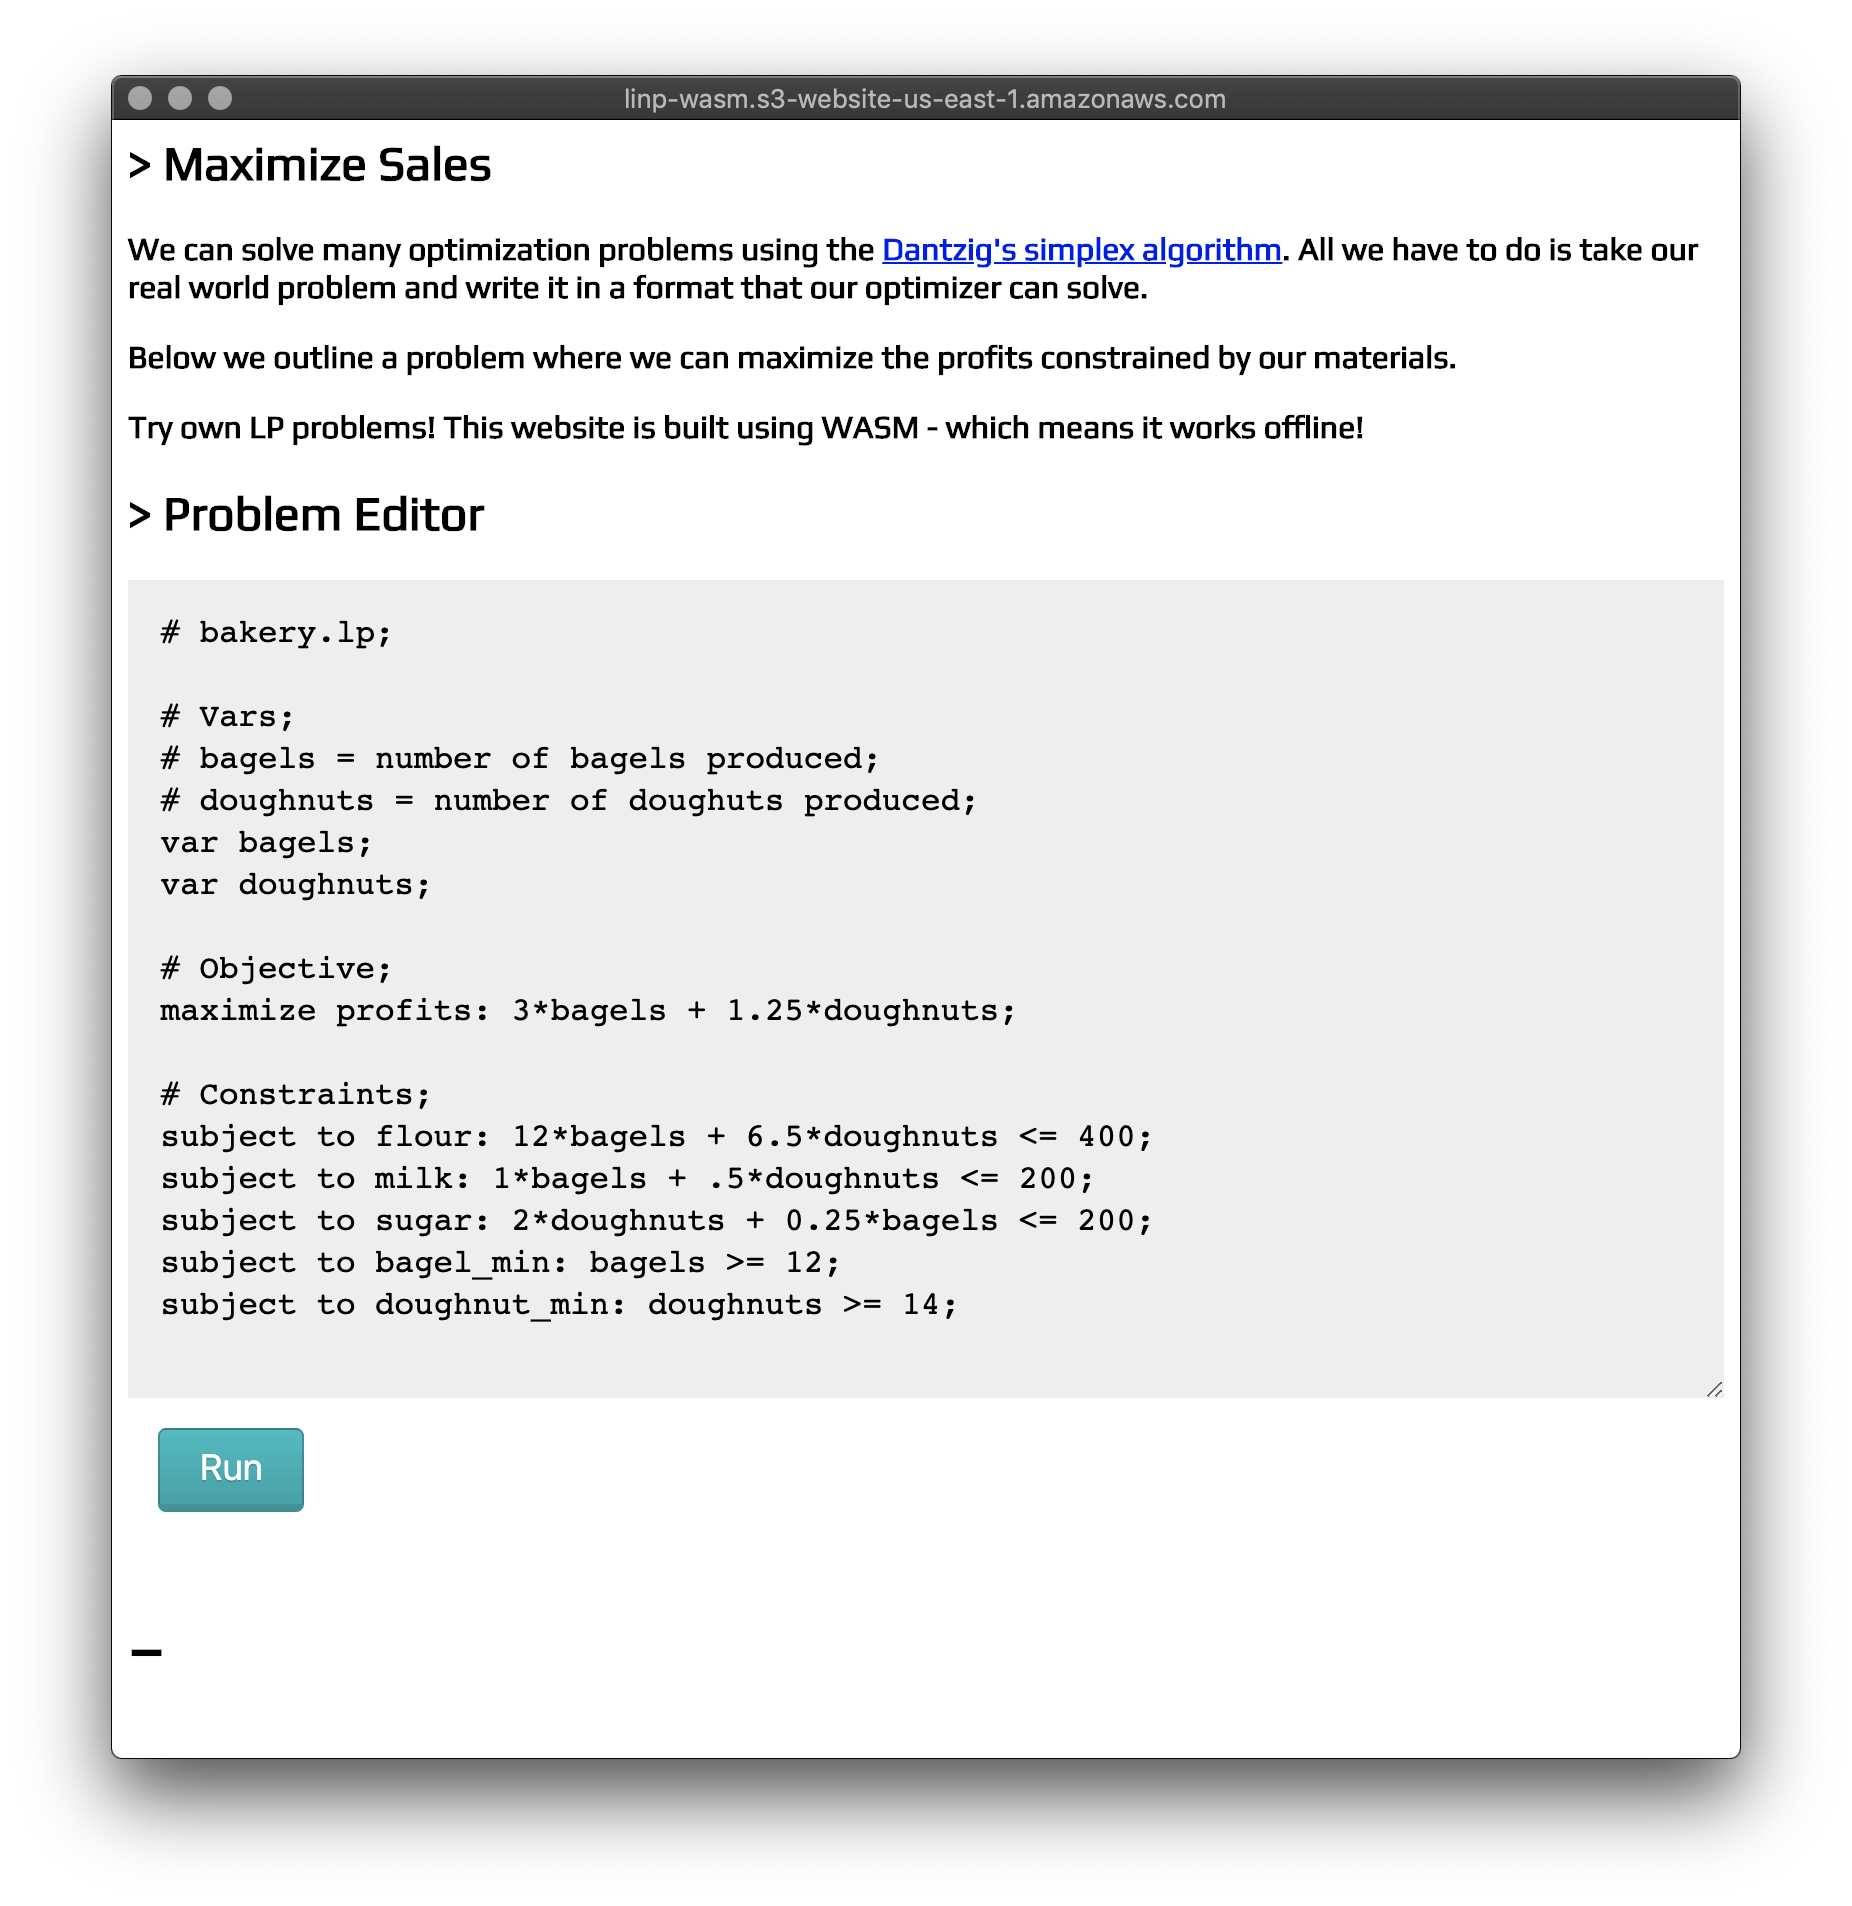 linp-wasm.s3-website-us-east-1.amazonaws.com
> Maximize Sales
We can solve many optimization problems using the Dantzig's simplex algorithm. All we have to do is take our
real world problem and write it in a format that our optimizer can solve.
Below we outline a problem where we can maximize the profits constrained by our materials.
Try own LP problems! This website is built using WASM - which means it works offline!
> Problem Editor
# bakery.lp;
# Vars;
# bagels = number of bagels produced;
# doughnuts = number of doughuts produced;
var bagels;
var doughnuts;
# Objective;
maximize profits: 3*bagels + 1.25*doughnuts;
# Constraints;
subject to flour: 12*bagels + 6.5*doughnuts <= 400;
subject to milk: 1*bagels + .5*doughnuts <= 200;
subject to sugar: 2*doughnuts + 0.25*bagels <= 200;
subject to bagel_min: bagels >= 12;
subject to doughnut_min: doughnuts >= 14;
Run
_